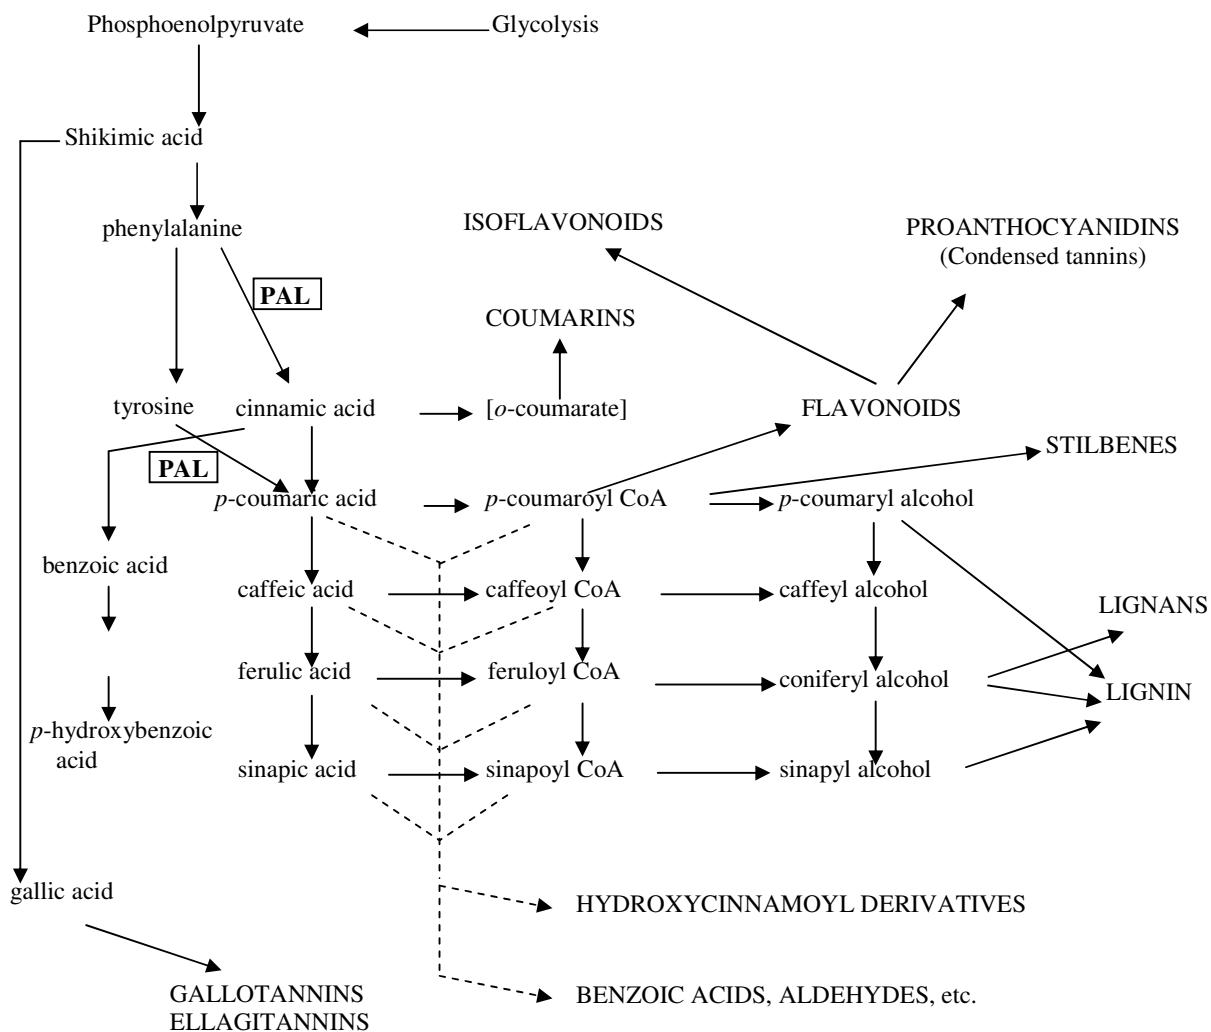 Phosphoenolpyruvate Glycolysis
Shikimic acid
phenylalanine
ISOFLAVONOIDS
PROANTHOCYANIDINS
(Condensed tannins)
PAL
COUMARINS
tyrosine cinnamic acid [o-coumarate] FLAVONOIDS
STILBENES
PAL
p-coumaric acid p-coumaroyl CoA p-coumaryl alcohol
benzoic acid
caffeic acid caffeoyl CoA caffeyl alcohol
LIGNANS
ferulic acid feruloyl CoA coniferyl alcohol
LIGNIN
p-hydroxybenzoic
acid
sinapic acid sinapoyl CoA sinapyl alcohol
gallic acid
HYDROXYCINNAMOYL DERIVATIVES
GALLOTANNINS
ELLAGITANNINS
BENZOIC ACIDS, ALDEHYDES, etc.